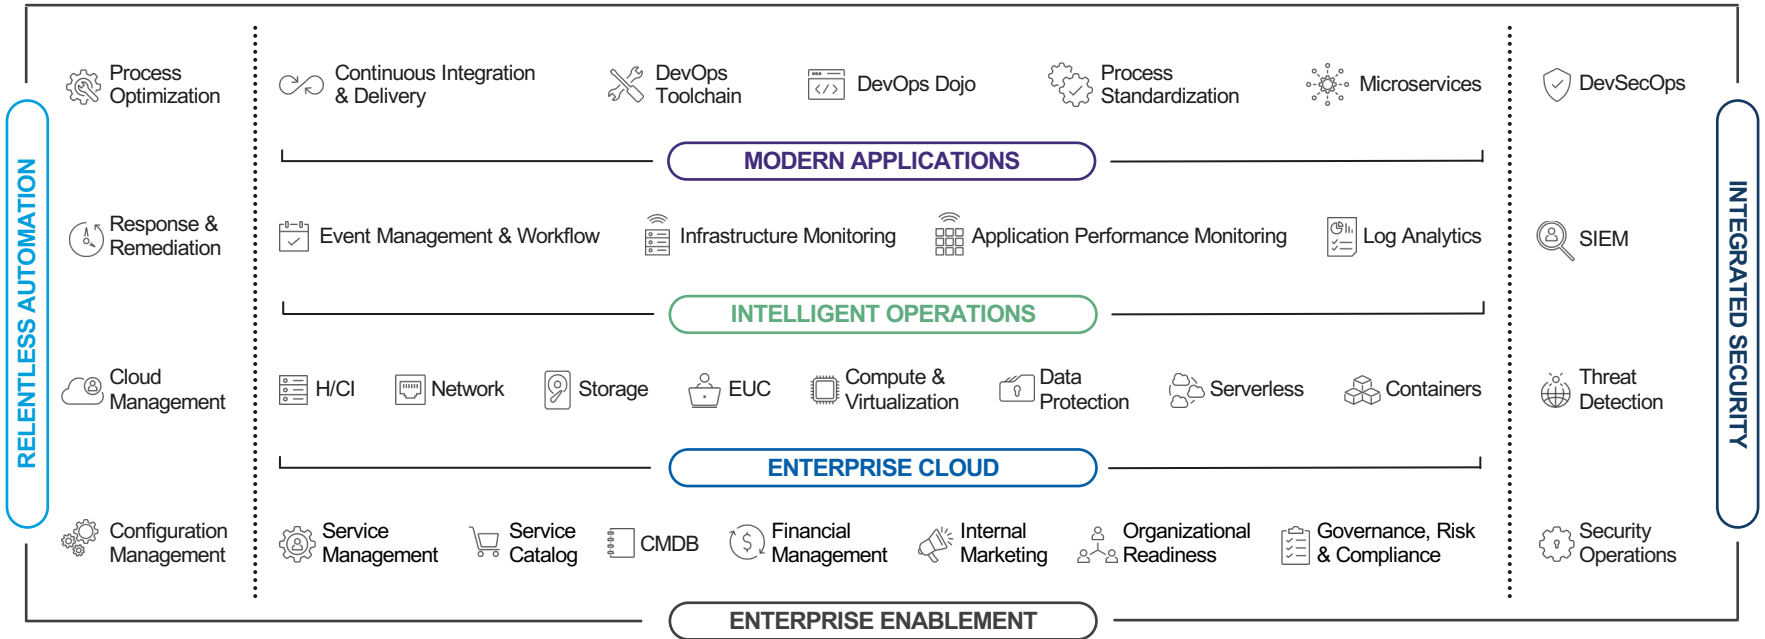 RELENTLESS AUTOMATION
Process
Optimization
Continuous Integration
& Delivery
DevOps
Toolchain
DevOps Dojo
Process
Standardization
Microservices
DevSecOps
MODERN APPLICATIONS
Response &
Remediation
Event Management & Workflow
Infrastructure Monitoring
Application Performance Monitoring
Log Analytics
SIEM
INTELLIGENT OPERATIONS
Cloud
Management
H/CI
Network
Storage
EUC
Compute &
Virtualization
Data
Protection
Serverless
Containers
Threat
Detection
ENTERPRISE CLOUD
Configuration
Management
Service
Management
Service
Catalog
CMDB
Financial
Management
Internal
Marketing
Organizational
Readiness
Governance, Risk
& Compliance
Security
Operations
ENTERPRISE ENABLEMENT
INTEGRATED SECURITY